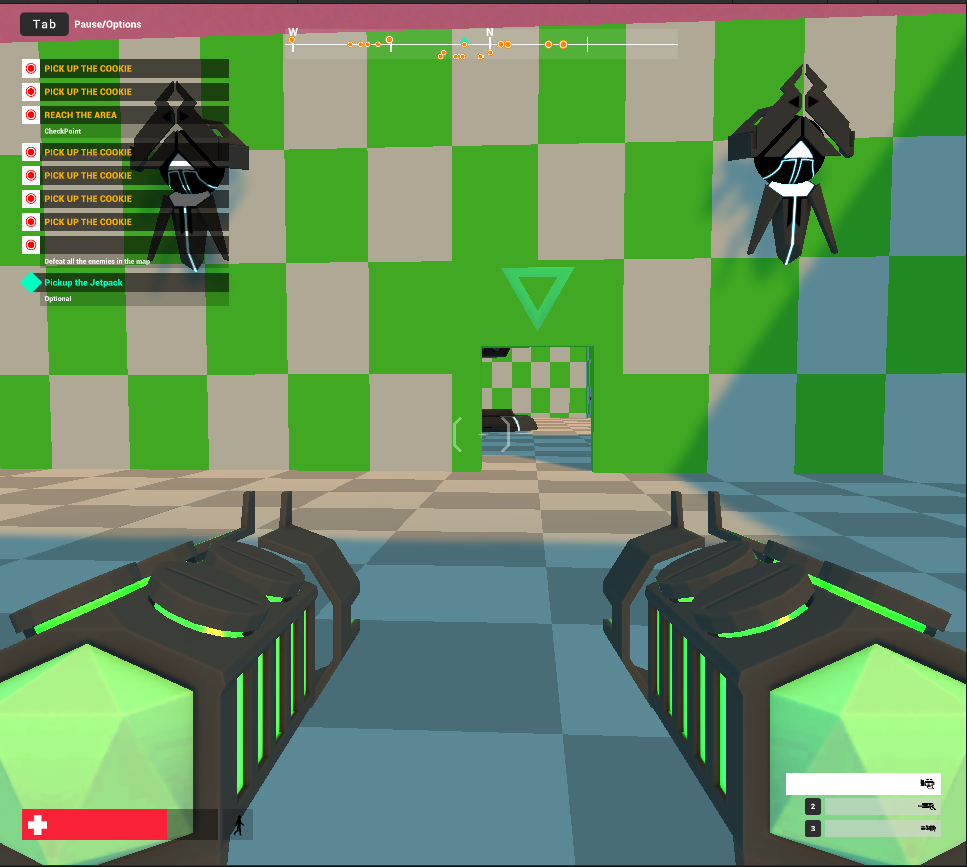 Tab Pause/Options
W N
PICK UP THE COOKIE
PICK UP THE COOKIE
REACH THE AREA
CheckPoint
PICK UP THE COOKIE
PICK UP THE COOKIE
PICK UP THE COOKIE
PICK UP THE COOKIE
Defeat all the enemies in the map
Pickup the Jetpack
Optional
2
3